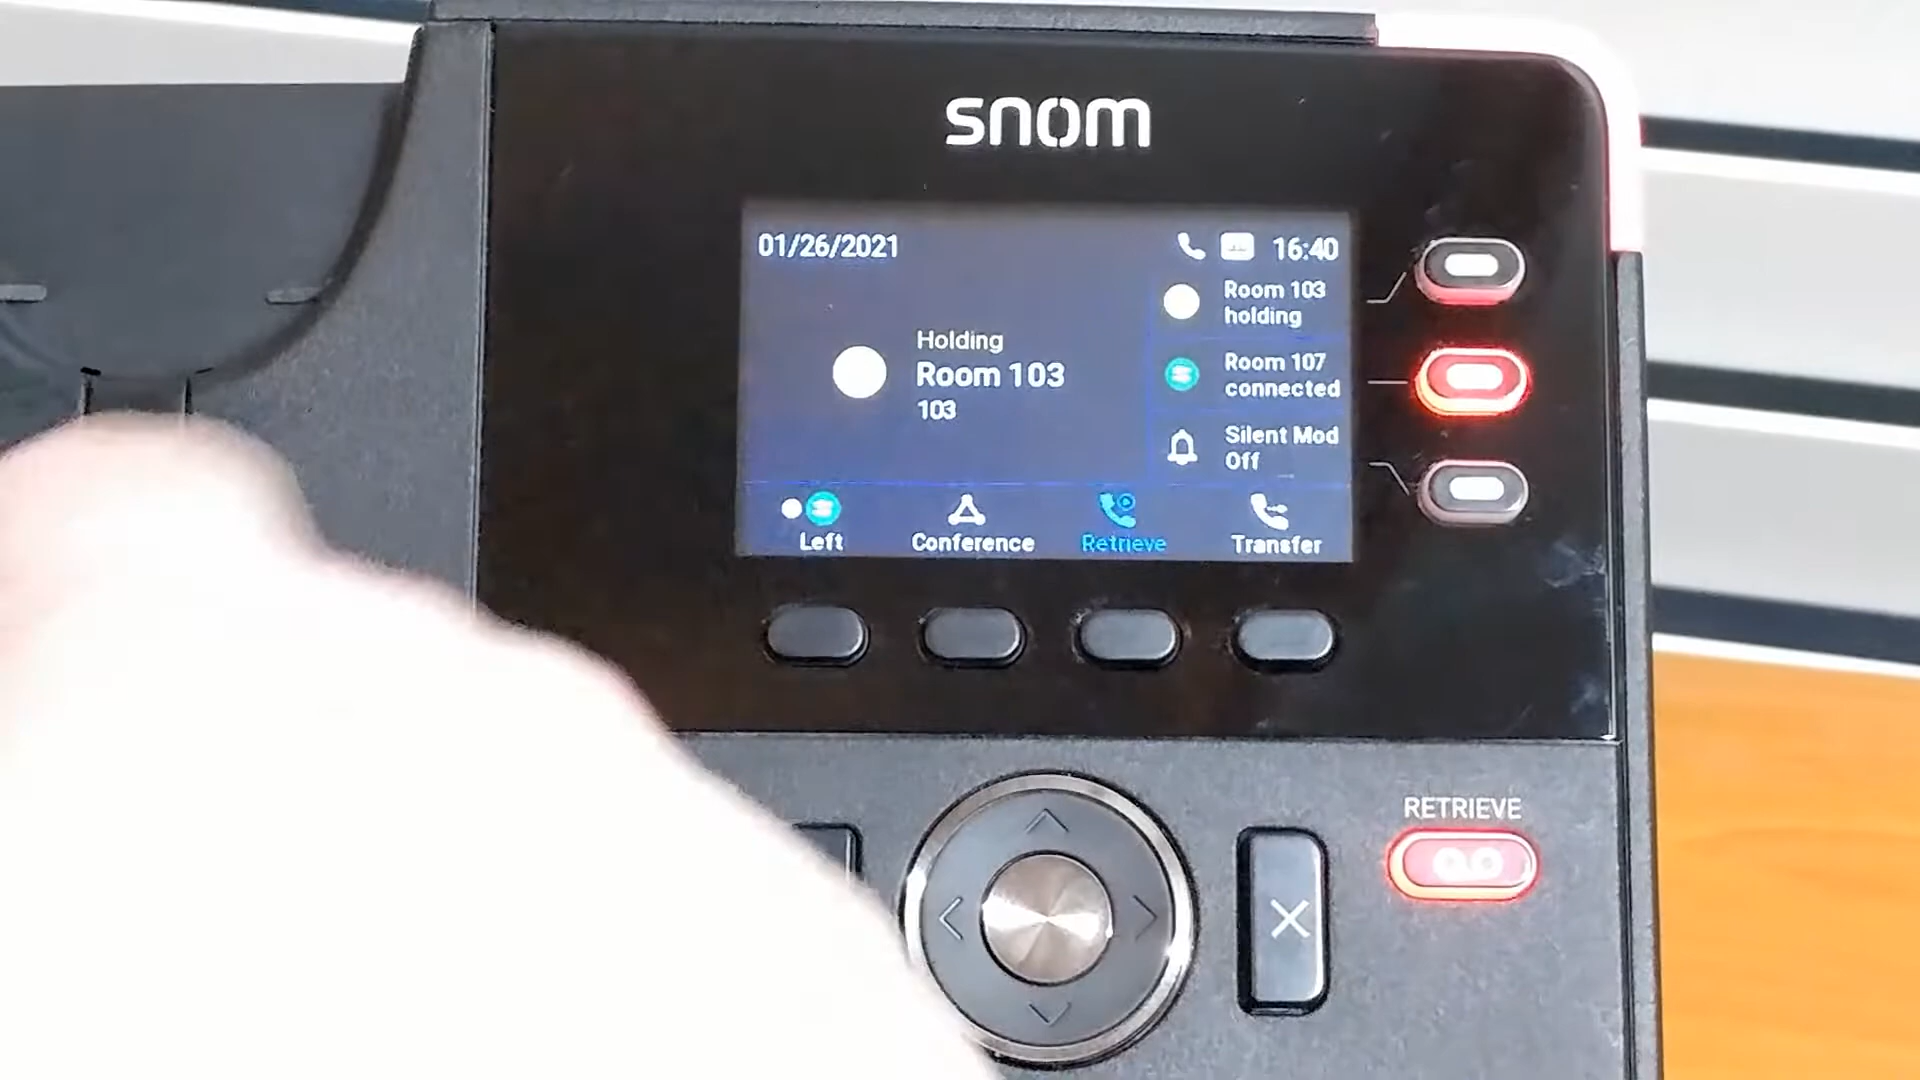 snom
01/26/2021
16:40
Room 103
holding
Holding
Room 103
103
Room 107
connected
Silent Mod
Off
Left
Conference
Retrieve
Transfer
RETRIEVE